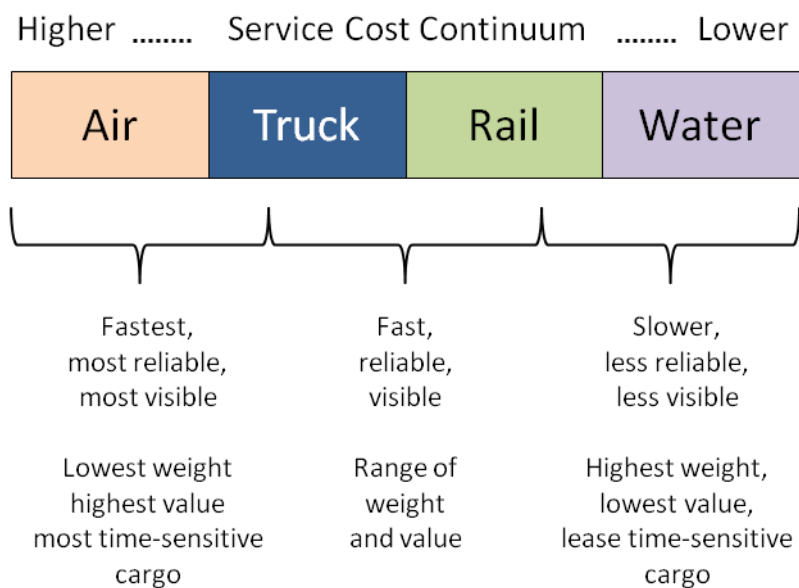 Higher ........ Service Cost Continuum ........ Lower
Air Truck Rail Water
Fastest,
most reliable,
most visible
Fast,
reliable,
visible
Slower,
less reliable,
less visible
Lowest weight
highest value
most time-sensitive
cargo
Range of
weight
and value
Highest weight,
lowest value,
lease time-sensitive
cargo